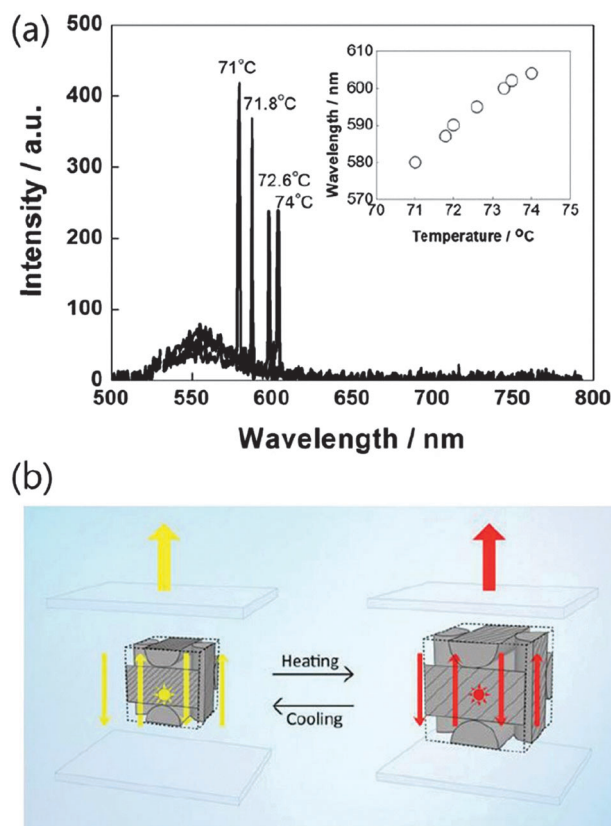 (a)
500
400
300
200
100
0
Intensity / a.u.
71°C
71.8°C
72.6°C
74°C
500 550 600 650 700 750 800
Wavelength / nm
610
600
590
580
570
Wavelength / nm
70 71 72 73 74 75
Temperature / °C
(b)
Heating
Cooling